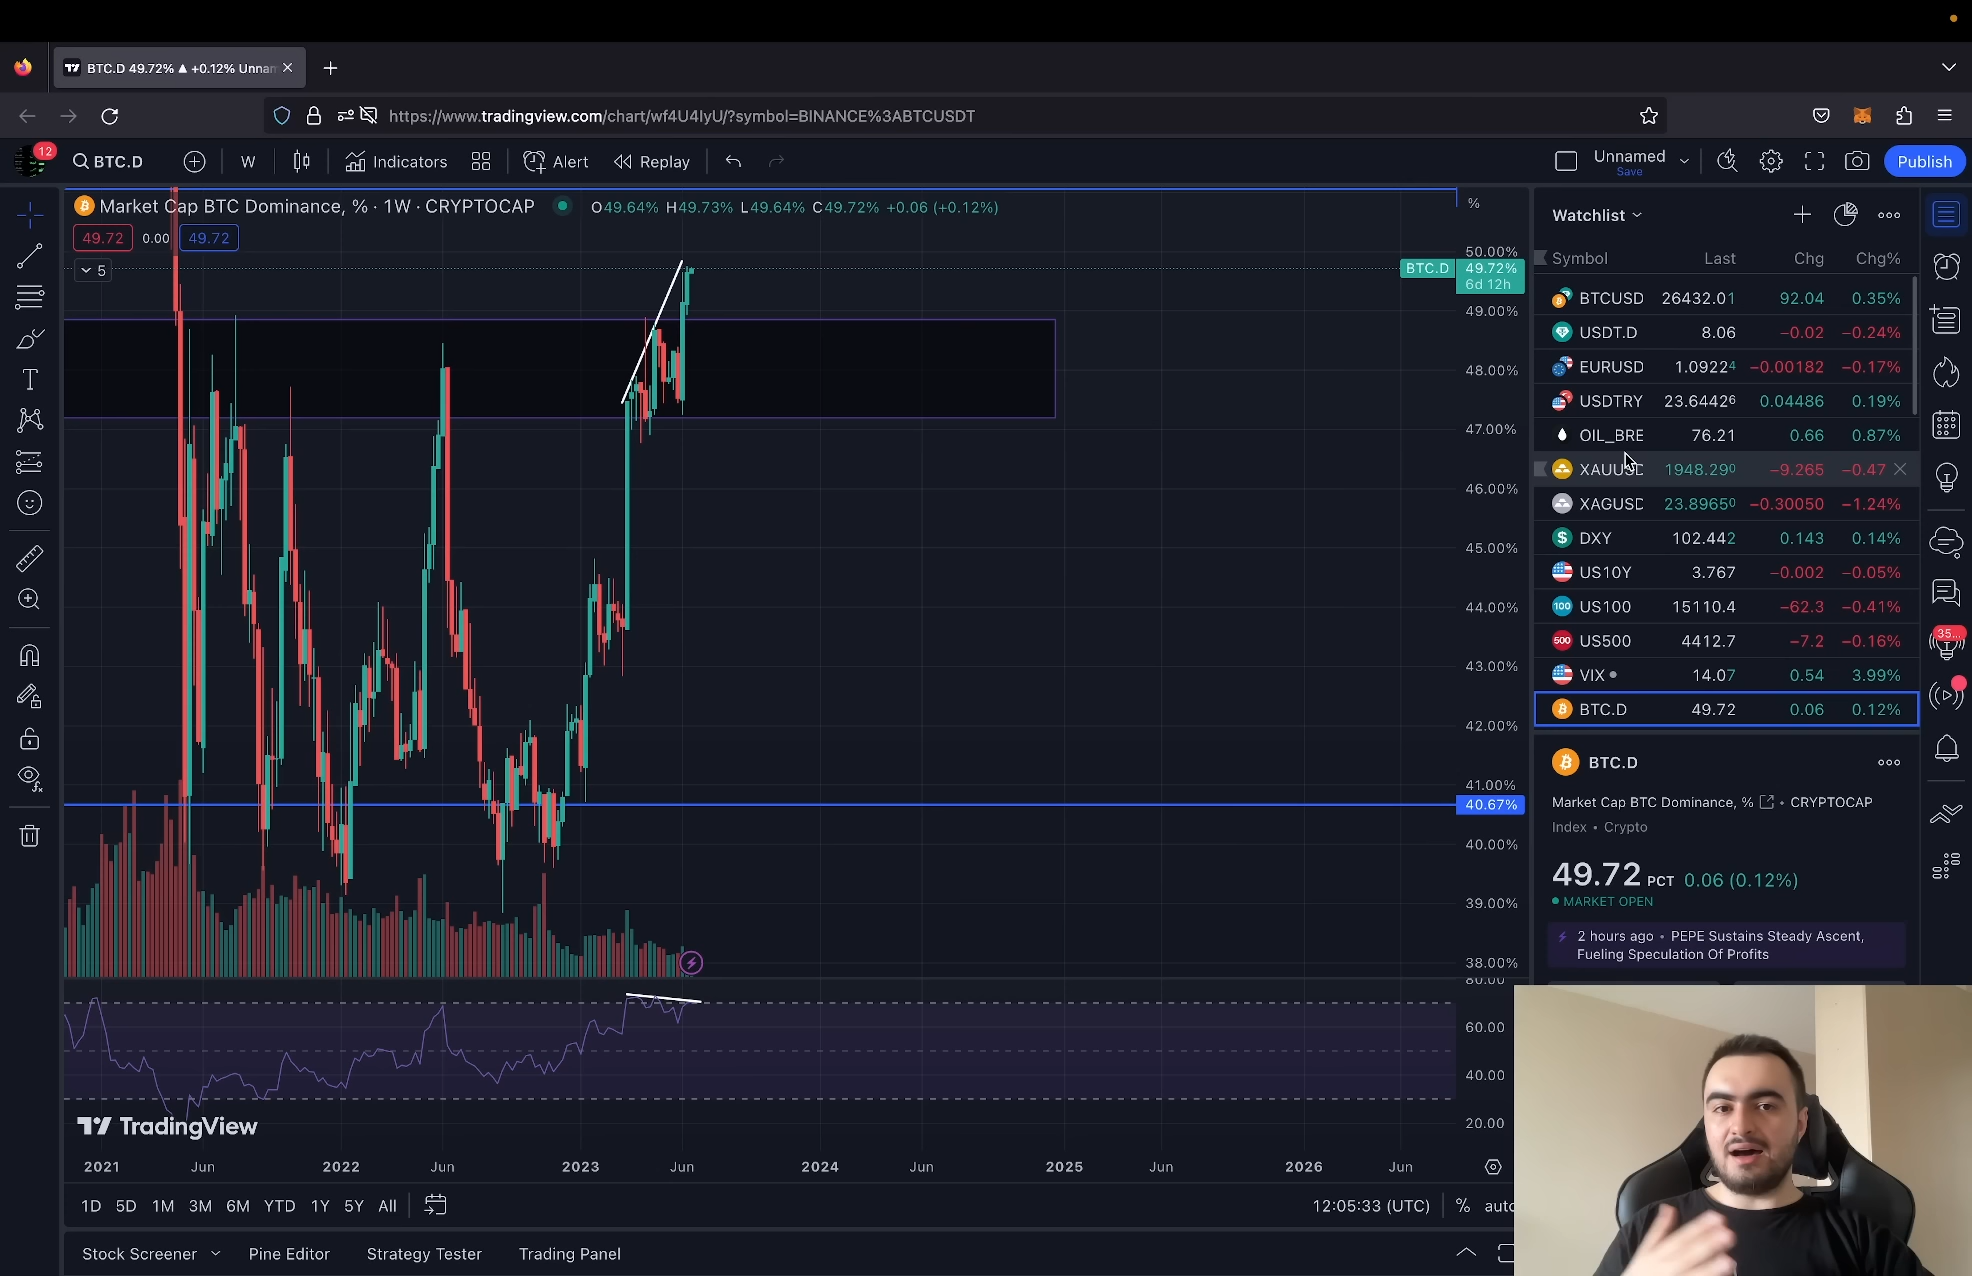 BTC.D 49.72% ▲ +0.12% Unnam
https://www.tradingview.com/chart/wf4U4IyU/?symbol=BINANCE%3ABTCUSDT
12
BTC.D W Indicators Alert Replay Unnamed Save Publish
Market Cap BTC Dominance, % · 1W · CRYPTOCAP O49.64% H49.73% L49.64% C49.72% +0.06 (+0.12%)
49.72 0.00 49.72
5
%
50.00%
BTC.D 49.72%
6d 12h
49.00%
48.00%
47.00%
46.00%
45.00%
44.00%
43.00%
42.00%
41.00%
40.67%
40.00%
39.00%
38.00%
80.00
60.00
40.00
20.00
TradingView
2021 Jun 2022 Jun 2023 Jun 2024 Jun 2025 Jun 2026 Jun
1D 5D 1M 3M 6M YTD 1Y 5Y All 12:05:33 (UTC) % auto
Stock Screener Pine Editor Strategy Tester Trading Panel
Watchlist
Symbol Last Chg Chg%
BTCUSD 26432.01 92.04 0.35%
USDT.D 8.06 −0.02 −0.24%
EURUSD 1.09224 −0.00182 −0.17%
USDTRY 23.64426 0.04486 0.19%
OIL_BRE 76.21 0.66 0.87%
XAUUSD 1948.290 −9.265 −0.47
XAGUSD 23.89650 −0.30050 −1.24%
DXY 102.442 0.143 0.14%
US10Y 3.767 −0.002 −0.05%
100 US100 15110.4 −62.3 −0.41%
500 US500 4412.7 −7.2 −0.16%
VIX 14.07 0.54 3.99%
BTC.D 49.72 0.06 0.12%
BTC.D
Market Cap BTC Dominance, % • CRYPTOCAP
Index • Crypto
49.72 PCT 0.06 (0.12%)
MARKET OPEN
2 hours ago • PEPE Sustains Steady Ascent,
Fueling Speculation Of Profits
35...